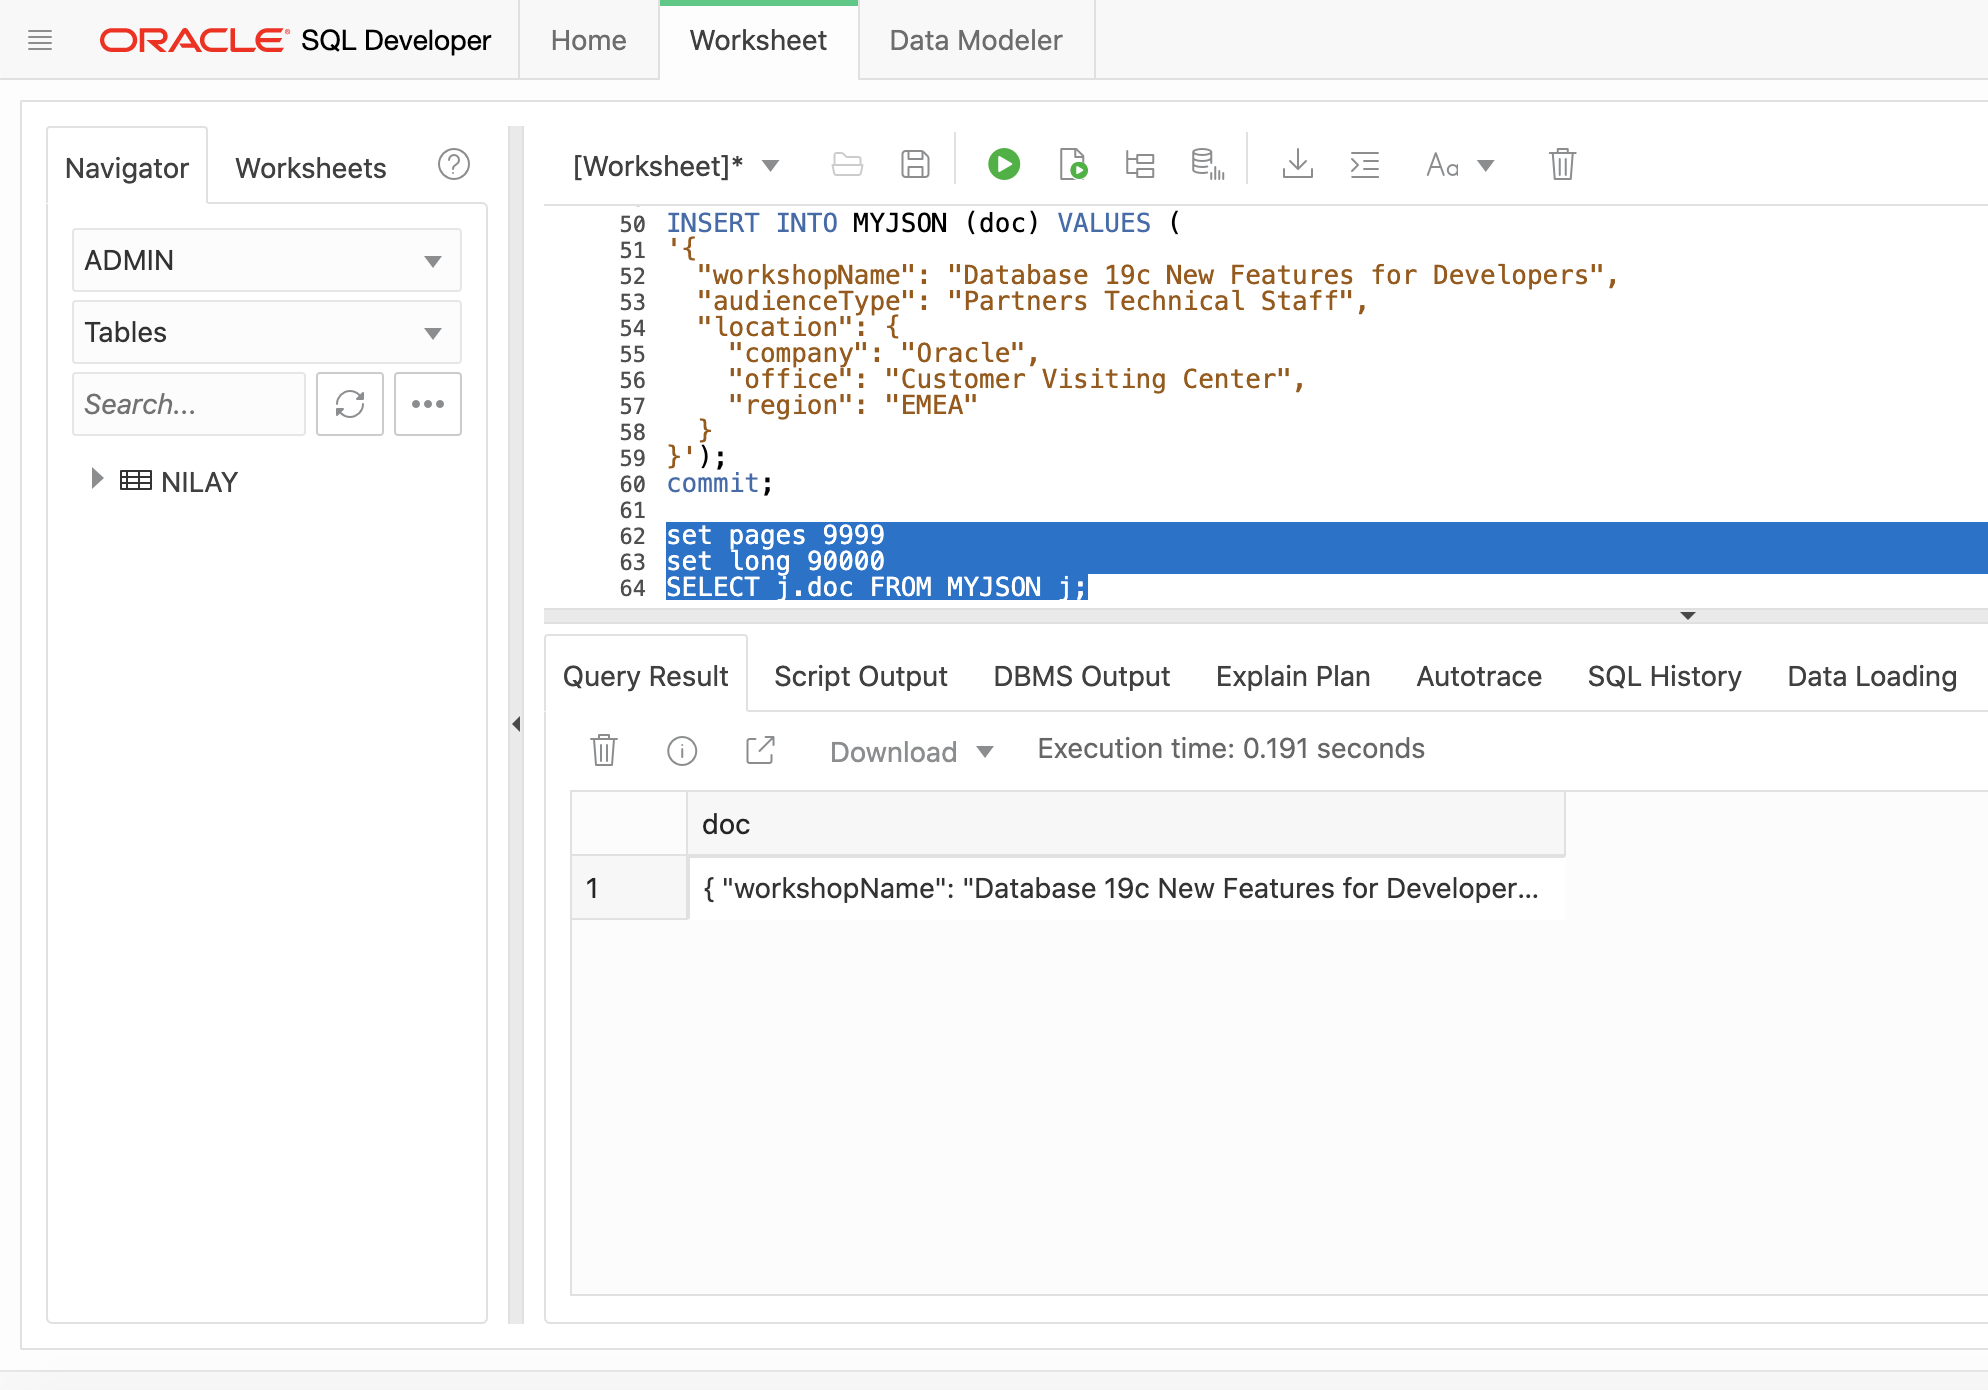 ORACLE SQL Developer
Home
Worksheet
Data Modeler
Navigator
Worksheets
?
ADMIN
Tables
Search...
NILAY
[Worksheet]*
Aa
50 INSERT INTO MYJSON (doc) VALUES (
51 '{
52   "workshopName": "Database 19c New Features for Developers",
53   "audienceType": "Partners Technical Staff",
54   "location": {
55     "company": "Oracle",
56     "office": "Customer Visiting Center",
57     "region": "EMEA"
58   }
59 }');
60 commit;
61
62 set pages 9999
63 set long 90000
64 SELECT j.doc FROM MYJSON j;
Query Result
Script Output
DBMS Output
Explain Plan
Autotrace
SQL History
Data Loading
Download
Execution time: 0.191 seconds
doc
1 { "workshopName": "Database 19c New Features for Developer...